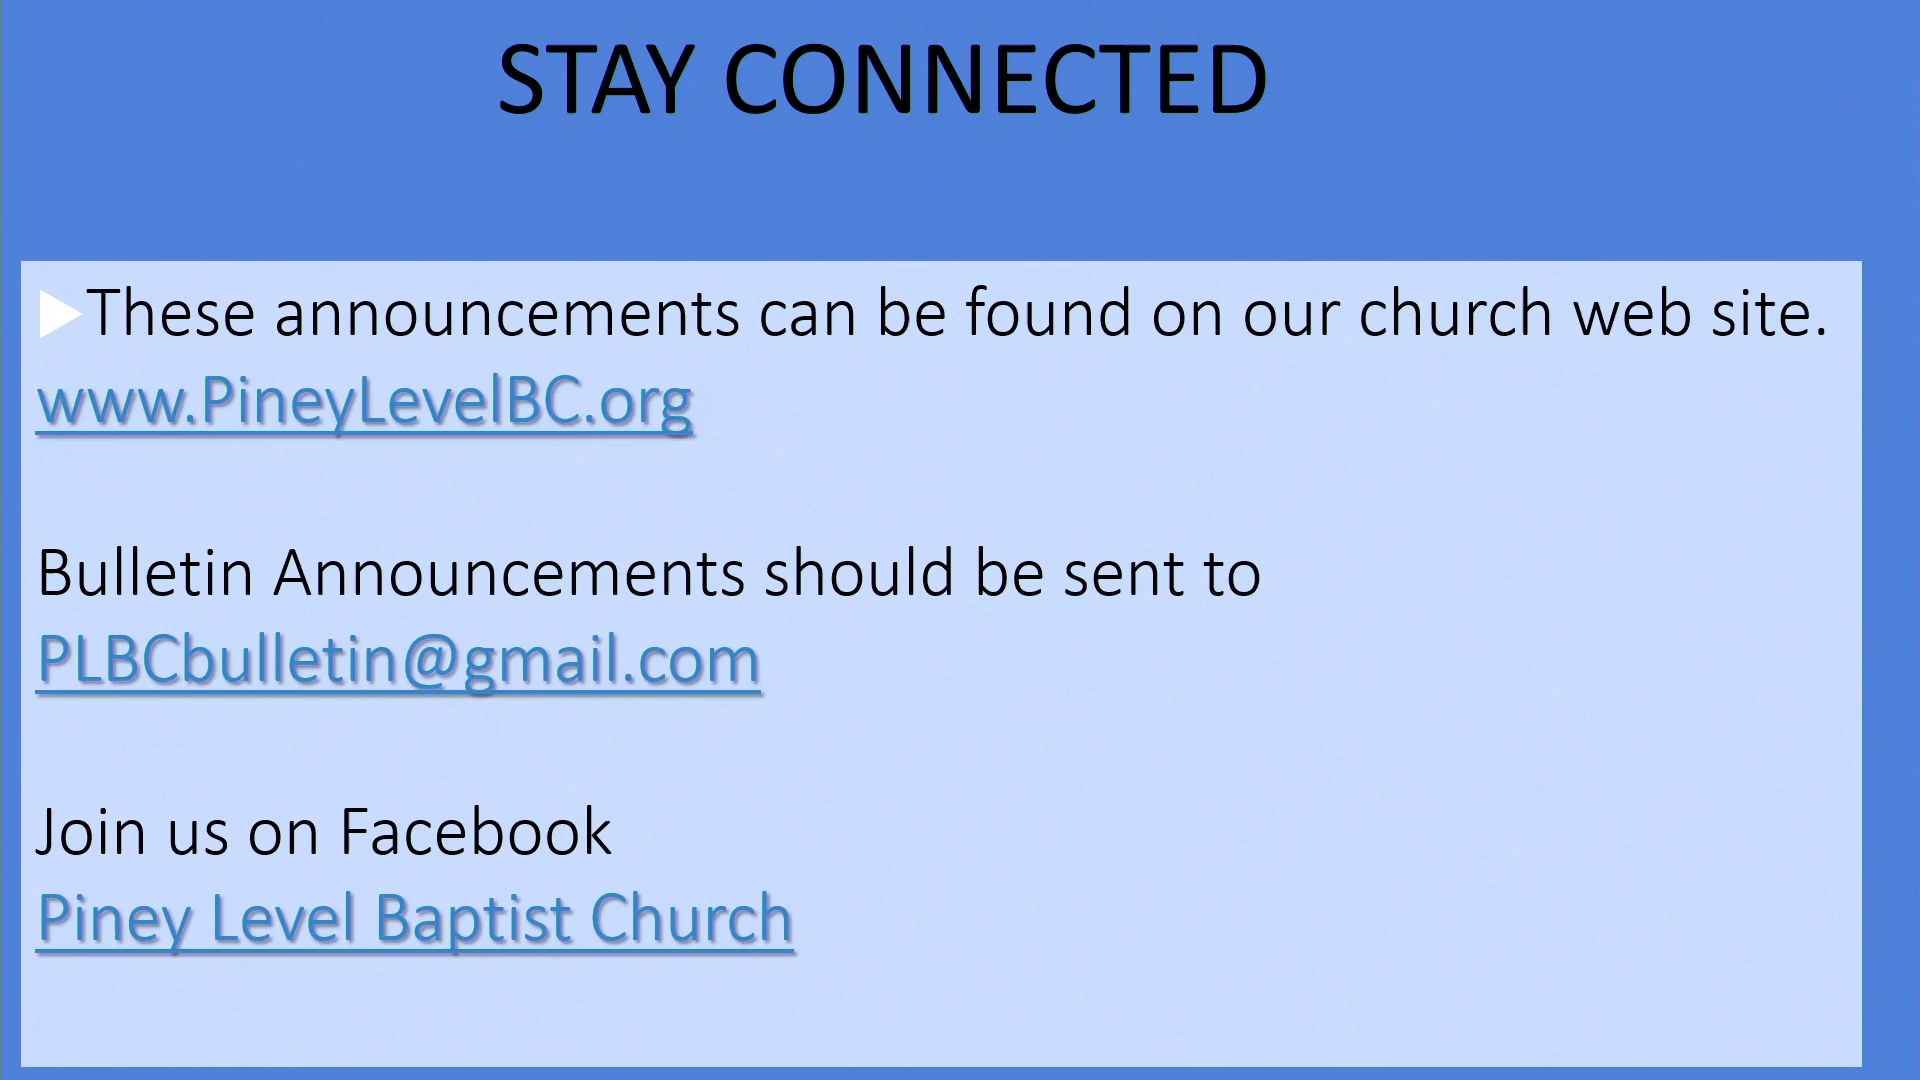 STAY CONNECTED
These announcements can be found on our church web site.
www.PineyLevelBC.org
Bulletin Announcements should be sent to
PLBCbulletin@gmail.com
Join us on Facebook
Piney Level Baptist Church